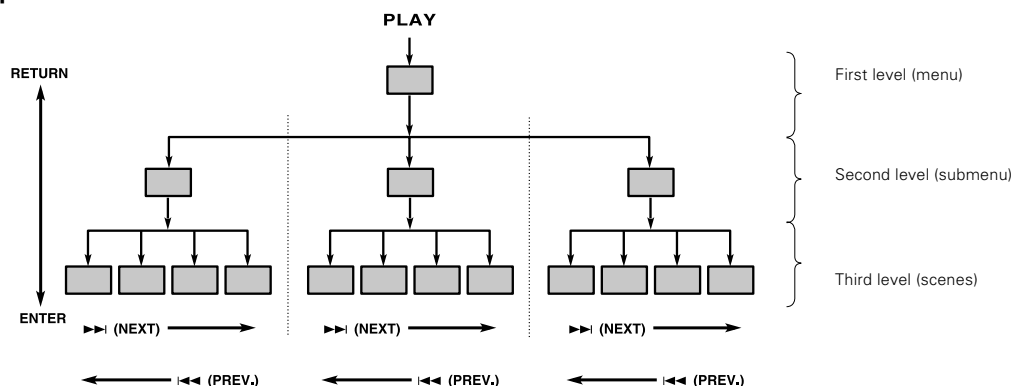 PLAY
RETURN
First level (menu)
Second level (submenu)
Third level (scenes)
ENTER
(NEXT) (NEXT) (NEXT)
(PREV.) (PREV.) (PREV.)